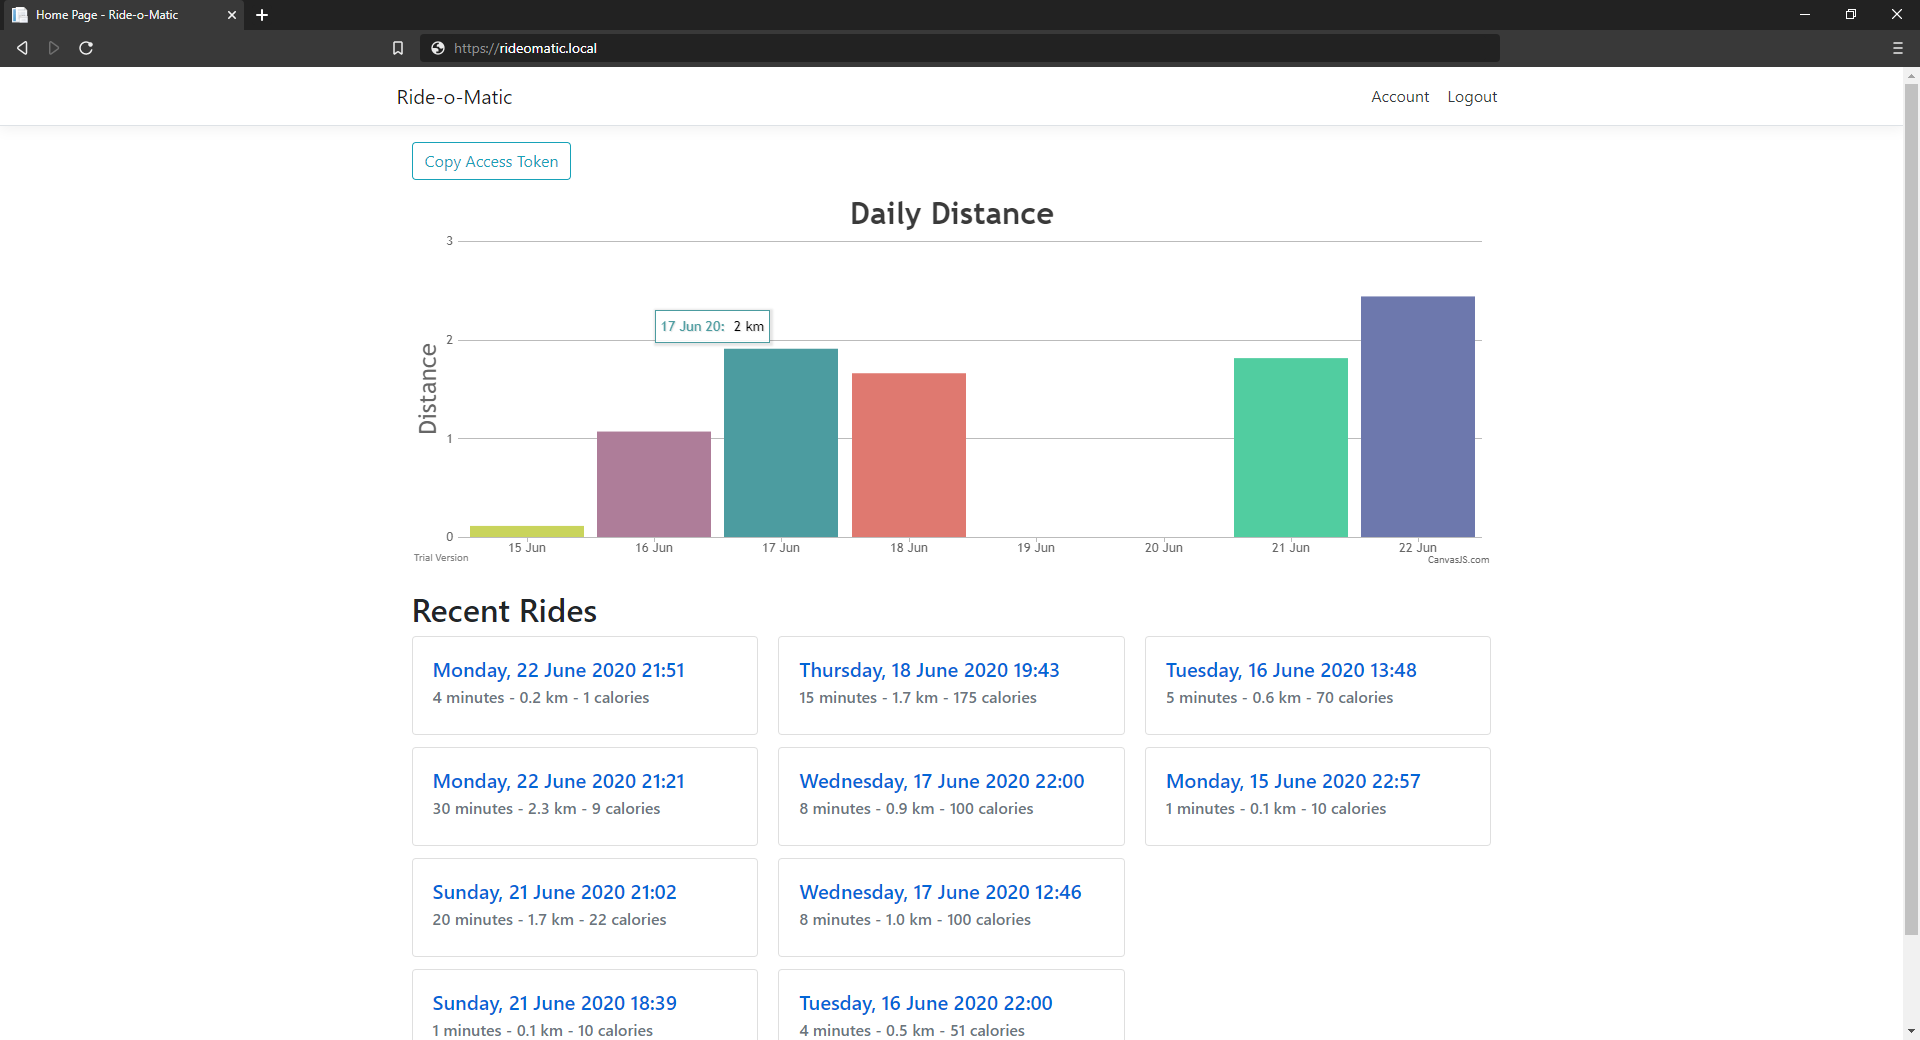 Home Page - Ride-o-Matic
https://rideomatic.local
Ride-o-Matic
Account
Logout
Copy Access Token
Daily Distance
3
17 Jun 20: 2 km
2
Distance
1
0
15 Jun
16 Jun
17 Jun
18 Jun
19 Jun
20 Jun
21 Jun
22 Jun
Trial Version
CanvasJS.com
Recent Rides
Monday, 22 June 2020 21:51
4 minutes - 0.2 km - 1 calories
Thursday, 18 June 2020 19:43
15 minutes - 1.7 km - 175 calories
Tuesday, 16 June 2020 13:48
5 minutes - 0.6 km - 70 calories
Monday, 22 June 2020 21:21
30 minutes - 2.3 km - 9 calories
Wednesday, 17 June 2020 22:00
8 minutes - 0.9 km - 100 calories
Monday, 15 June 2020 22:57
1 minutes - 0.1 km - 10 calories
Sunday, 21 June 2020 21:02
20 minutes - 1.7 km - 22 calories
Wednesday, 17 June 2020 12:46
8 minutes - 1.0 km - 100 calories
Sunday, 21 June 2020 18:39
1 minutes - 0.1 km - 10 calories
Tuesday, 16 June 2020 22:00
4 minutes - 0.5 km - 51 calories